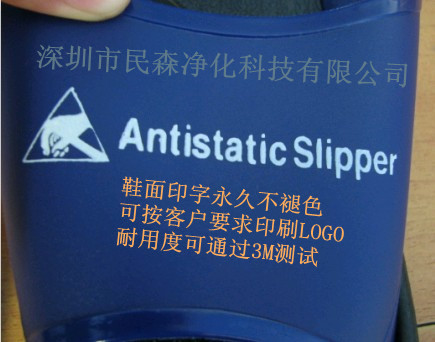 深圳市民森净化科技有限公司
Antistatic Slipper
鞋面印字永久不褪色
可按客户要求印刷LOGO
耐用度可通过3M测试